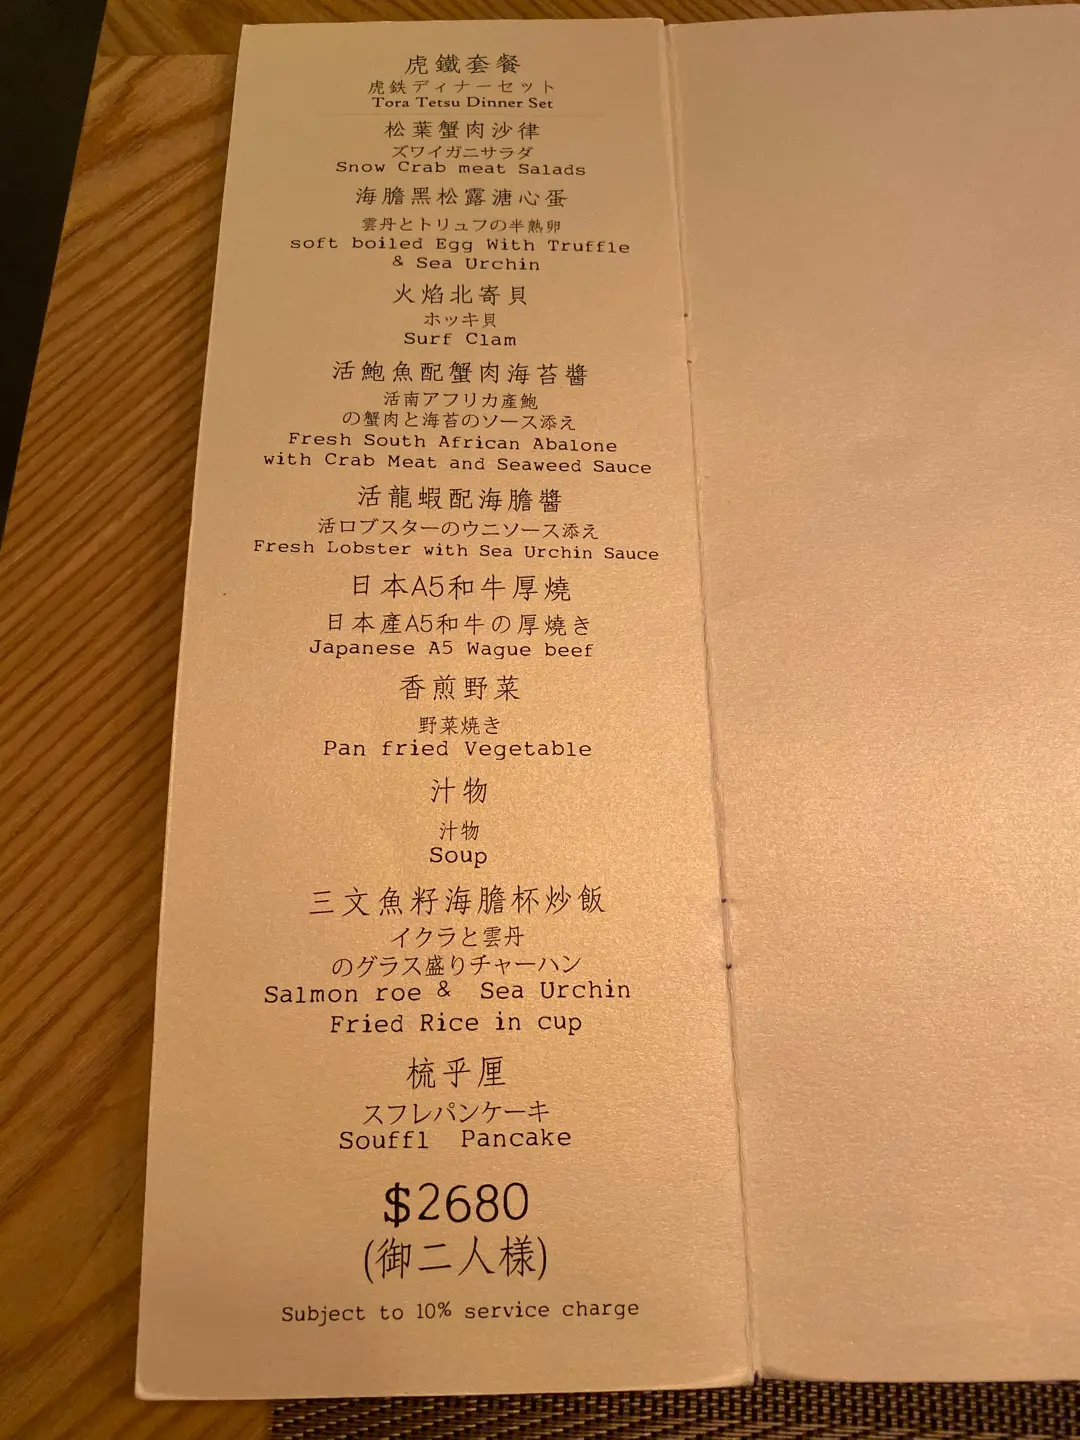 虎鐵套餐
虎鉄ディナーセット
Tora Tetsu Dinner Set
松葉蟹肉沙律
ズワイガニサラダ
Snow Crab meat Salads
海膽黑松露溏心蛋
雲丹とトリュフの半熟卵
soft boiled Egg With Truffle
& Sea Urchin
火焰北寄貝
ホッキ貝
Surf Clam
活鮑魚配蟹肉海苔醬
活南アフリカ產鮑
の蟹肉と海苔のソース添え
Fresh South African Abalone
with Crab Meat and Seaweed Sauce
活龍蝦配海膽醬
活ロブスターのウニソース添え
Fresh Lobster with Sea Urchin Sauce
日本A5和牛厚燒
日本產A5和牛の厚燒き
Japanese A5 Wague beef
香煎野菜
野菜焼き
Pan fried Vegetable
汁物
汁物
Soup
三文魚籽海膽杯炒飯
イクラと雲丹
のグラス盛りチャーハン
Salmon roe & Sea Urchin
Fried Rice in cup
梳乎厘
スフレパンケーキ
Souffl Pancake
$2680
(御二人様)
Subject to 10% service charge